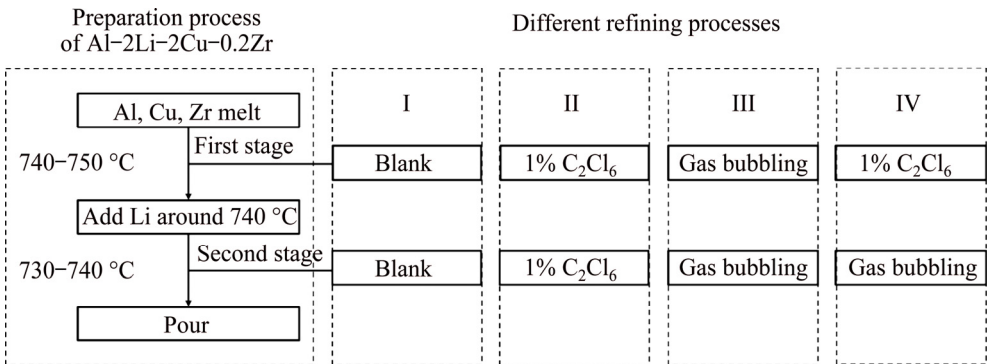 Preparation process
of Al−2Li−2Cu−0.2Zr
Different refining processes
Al, Cu, Zr melt
First stage
740−750 °C
Add Li around 740 °C
Second stage
730−740 °C
Pour
I
Blank
Blank
II
1% C₂Cl₆
1% C₂Cl₆
III
Gas bubbling
Gas bubbling
IV
1% C₂Cl₆
Gas bubbling